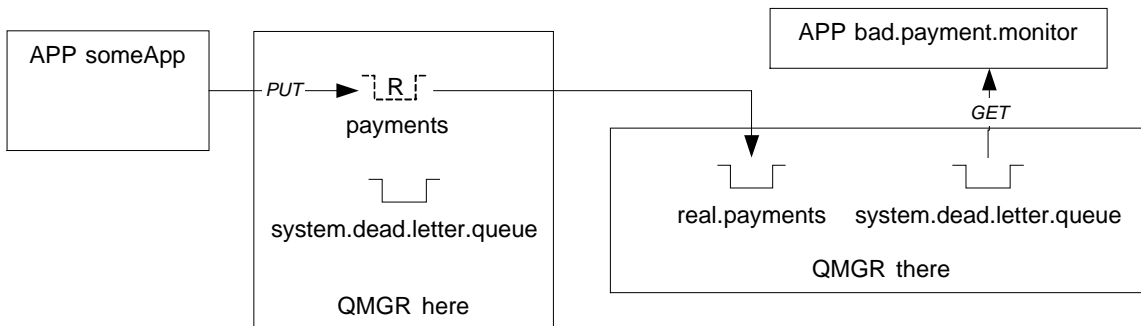 APP someApp
PUT
R
payments
system.dead.letter.queue
QMGR here
APP bad.payment.monitor
GET
real.payments
system.dead.letter.queue
QMGR there